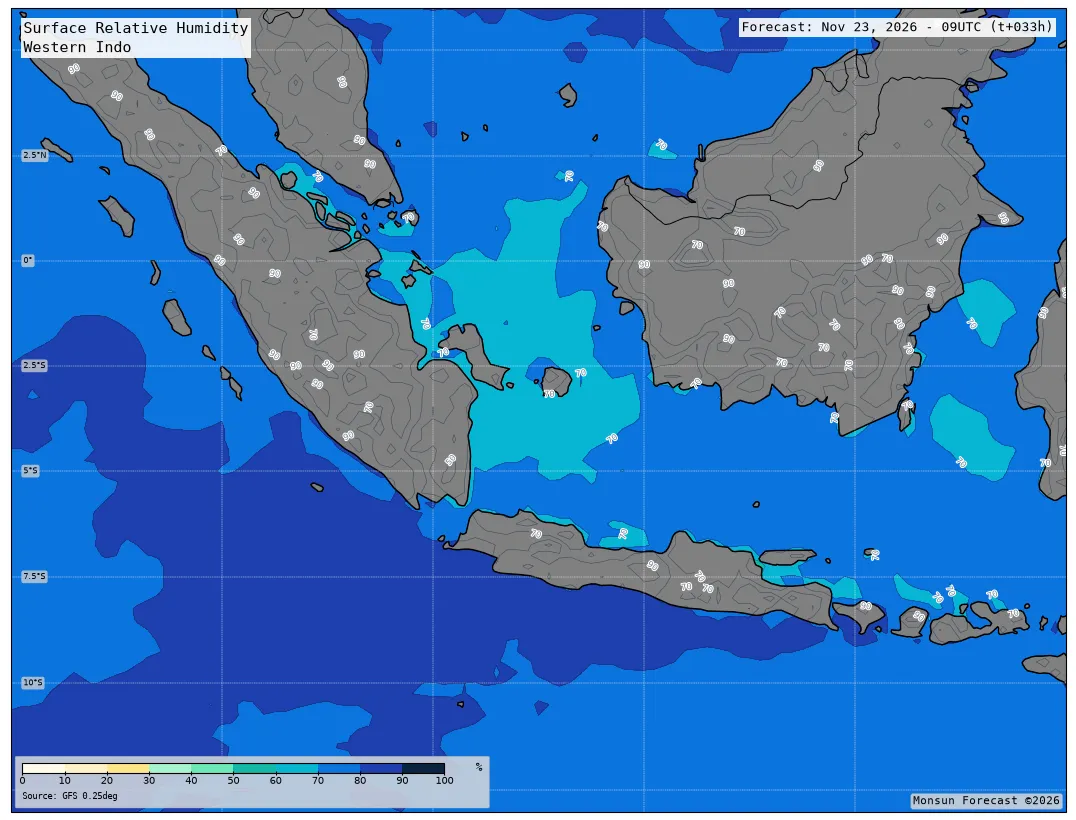 Surface Relative Humidity
Western Indo
Forecast: Nov 23, 2026 - 09UTC (t+033h)
2.5°N
0°
2.5°S
5°S
7.5°S
10°S
0 10 20 30 40 50 60 70 80 90 100 %
Source: GFS 0.25deg
Monsun Forecast ©2026